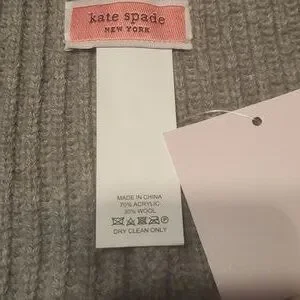 kate spade
NEW YORK
MADE IN CHINA
70% ACRYLIC
30% WOOL
DRY CLEAN ONLY